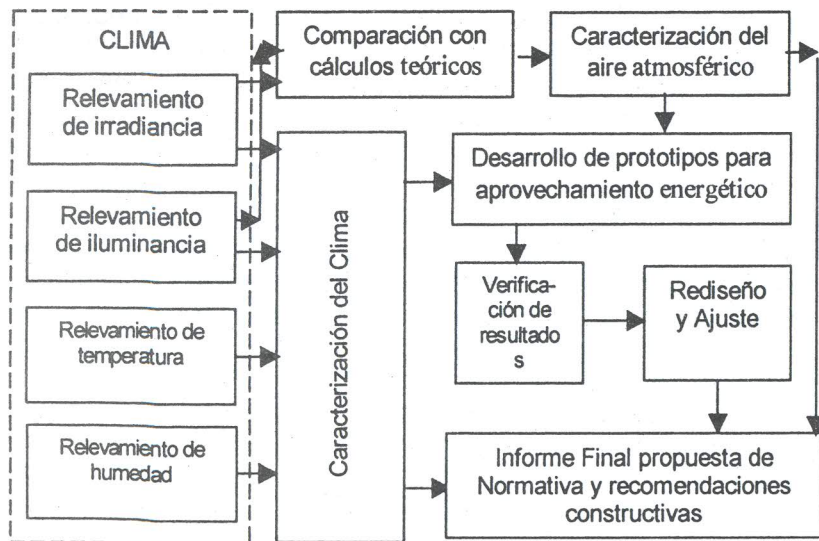 CLIMA
Relevamiento
de irradiancia
Relevamiento
de iluminancia
Relevamiento de
temperatura
Relevamiento de
humedad
Comparación con
cálculos teóricos
Caracterización del
aire atmosférico
Caracterización del Clima
Desarrollo de prototipos para
aprovechamiento energético
Verifica-
ción de
resultado
s
Rediseño
y Ajuste
Informe Final propuesta de
Normativa y recomendaciones
constructivas